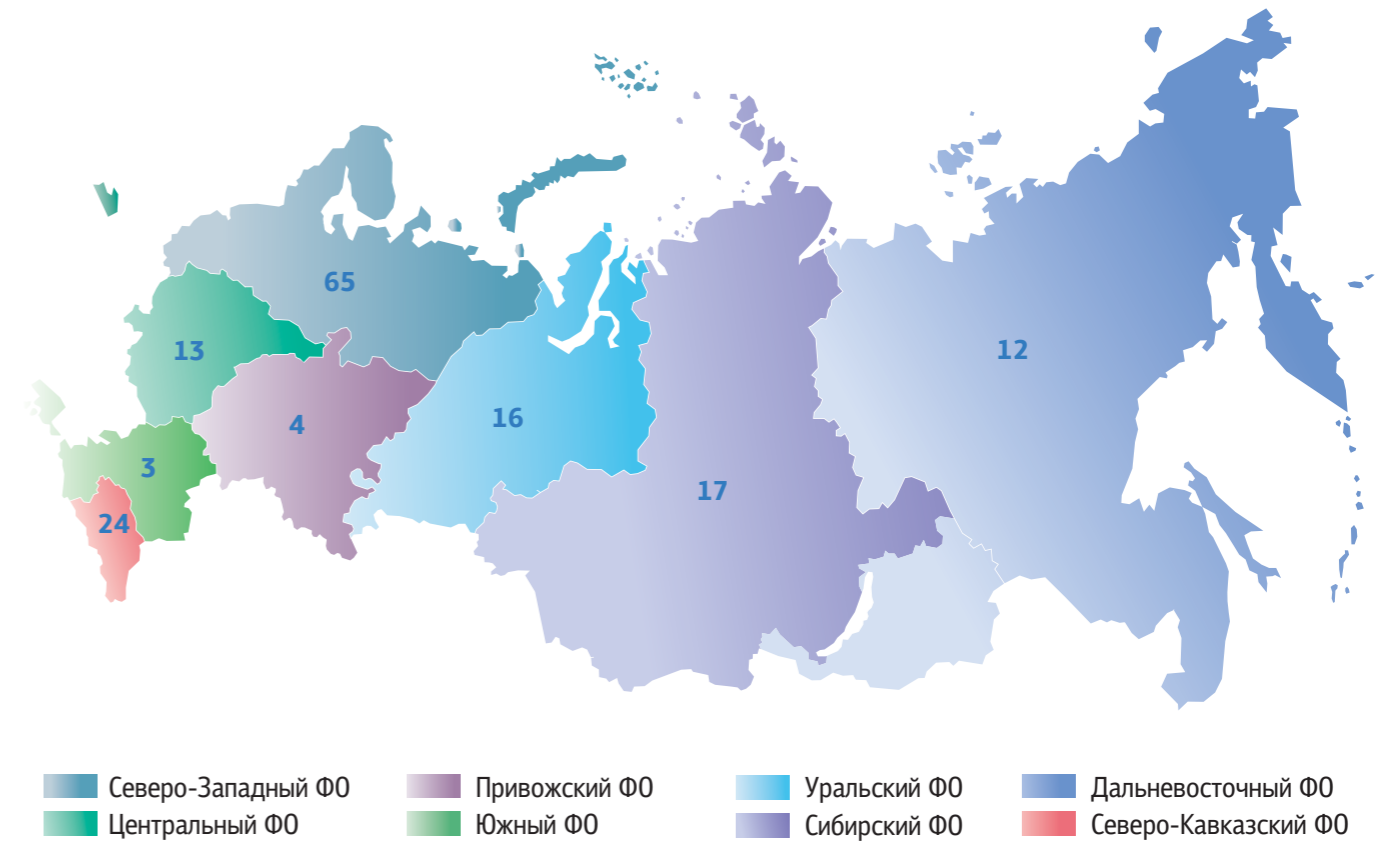 65
13
12
16
4
3
17
24
Северо-Западный ФО
Привожский ФО
Уральский ФО
Дальневосточный ФО
Центральный ФО
Южный ФО
Сибирский ФО
Северо-Кавказский ФО